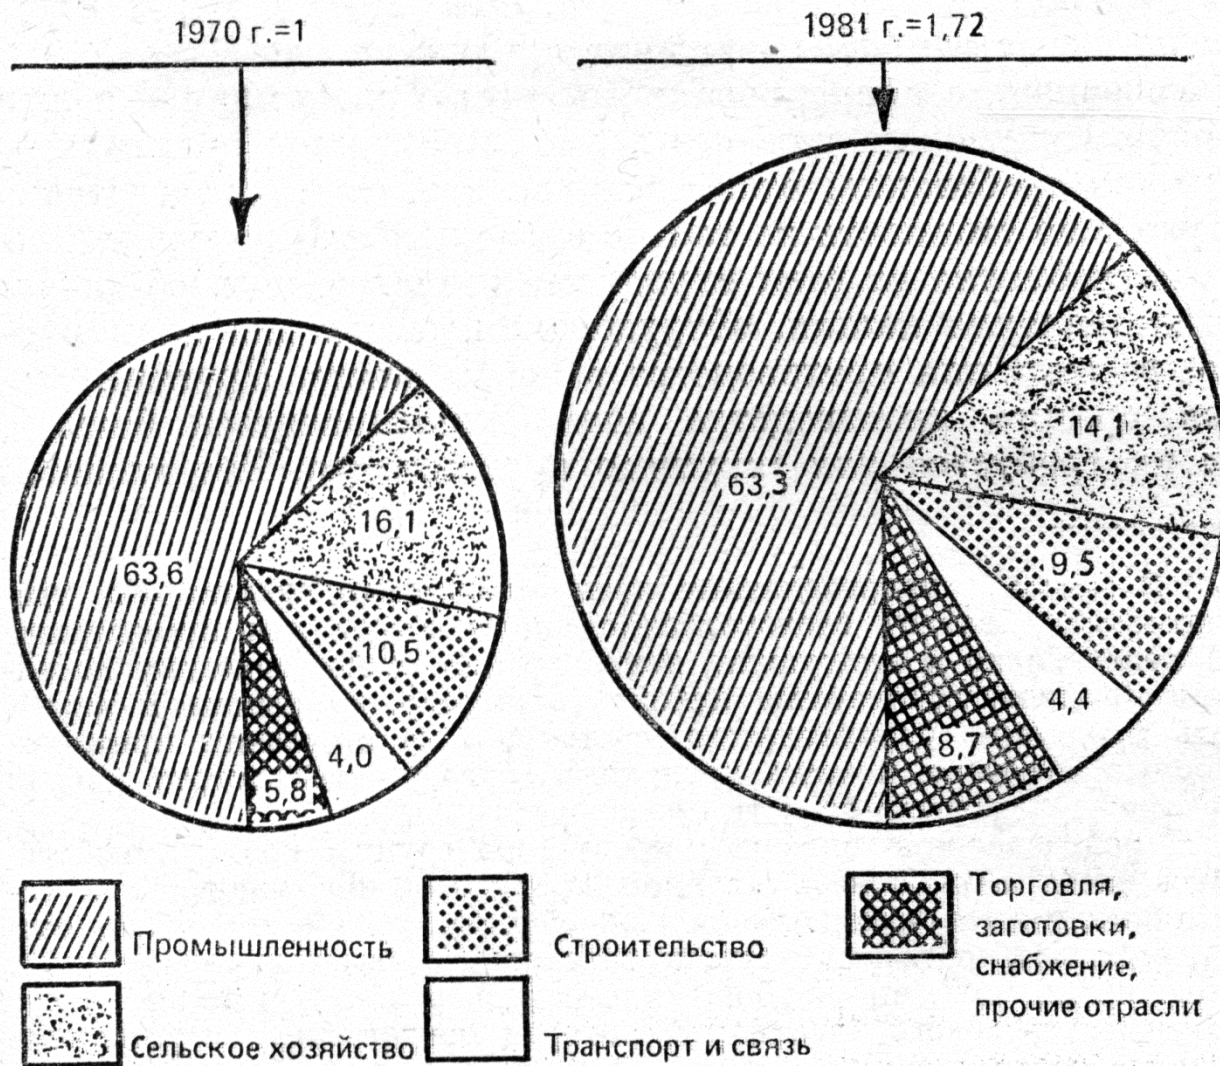 1970 г.=1
1981 г.=1,72
63,6
16,1
10,5
4,0
5,8
63,3
14,1
9,5
4,4
8,7
Промышленность
Сельское хозяйство
Строительство
Транспорт и связь
Торговля,
заготовки,
снабжение,
прочие отрасли